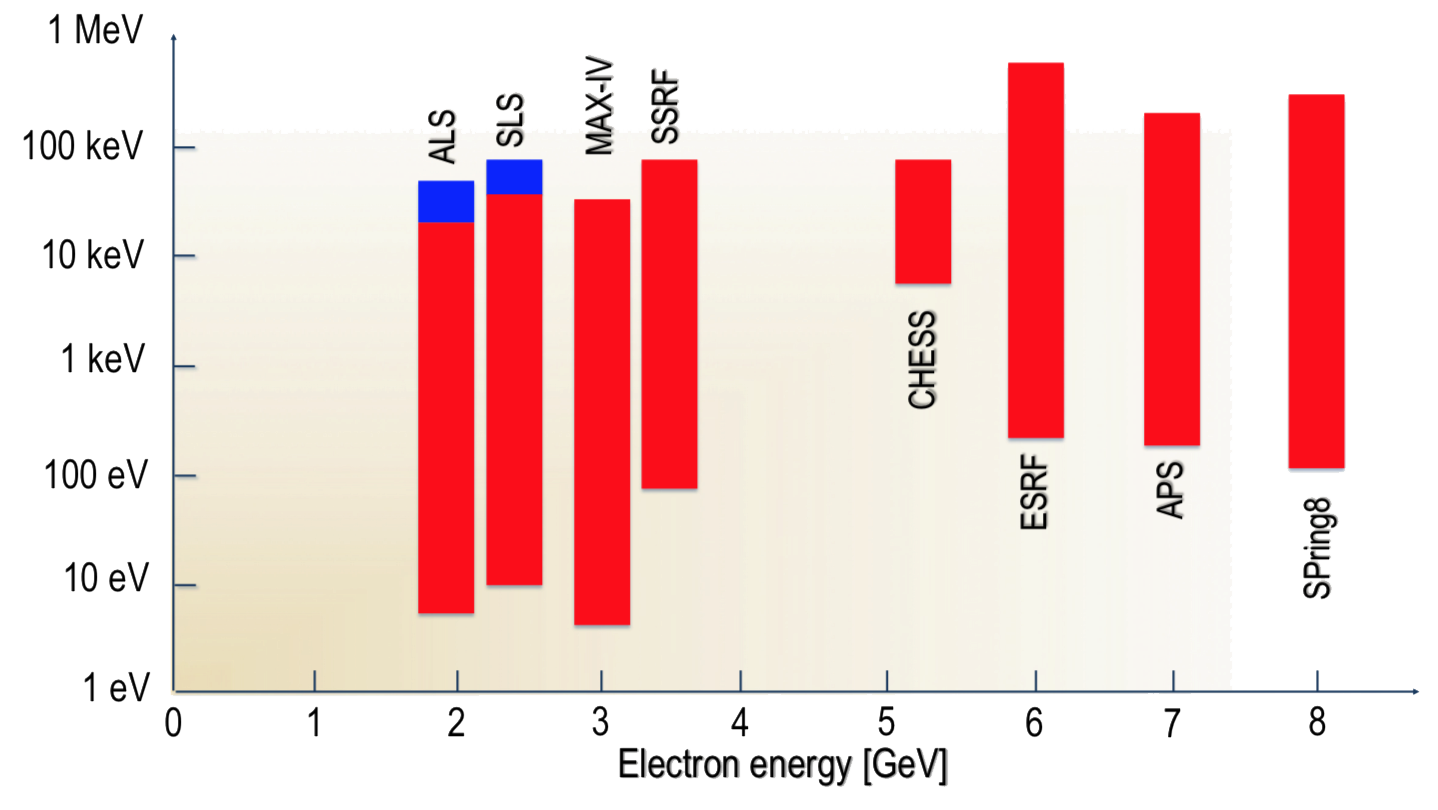 1 MeV
100 keV
10 keV
1 keV
100 eV
10 eV
1 eV
ALS
SLS
MAX-IV
SSRF
CHESS
ESRF
APS
SPring8
0 1 2 3 4 5 6 7 8
Electron energy [GeV]